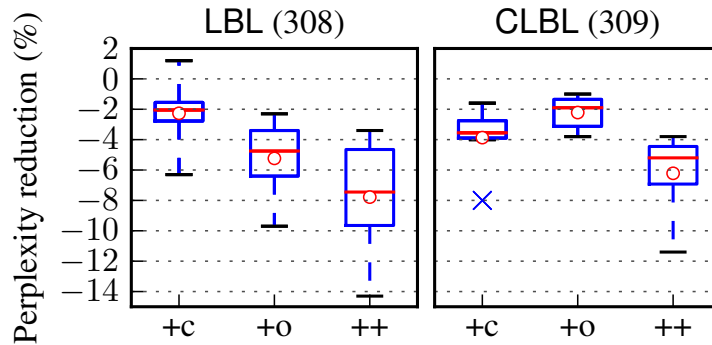 LBL (308)
CLBL (309)
Perplexity reduction (%)
2
0
−2
−4
−6
−8
−10
−12
−14
+c
+o
++
+c
+o
++